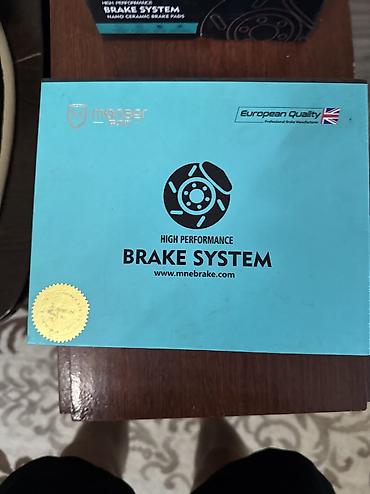 HIGH PERFORMANCE
BRAKE SYSTEM
NANO CERAMIC BRAKE PADS
European Quality
Professional Brake Manufacturer
HIGH PERFORMANCE
BRAKE SYSTEM
www.mnebrake.com